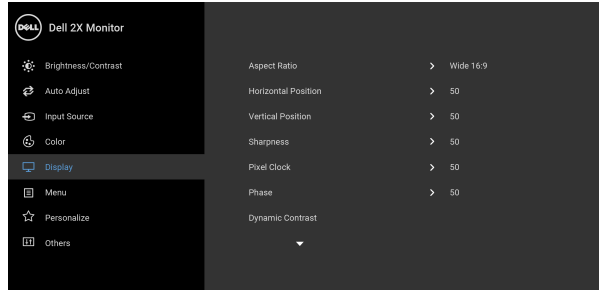 DELL Dell 2X Monitor
Brightness/Contrast
Auto Adjust
Input Source
Color
Display
Menu
Personalize
Others
Aspect Ratio Wide 16:9
Horizontal Position 50
Vertical Position 50
Sharpness 50
Pixel Clock 50
Phase 50
Dynamic Contrast